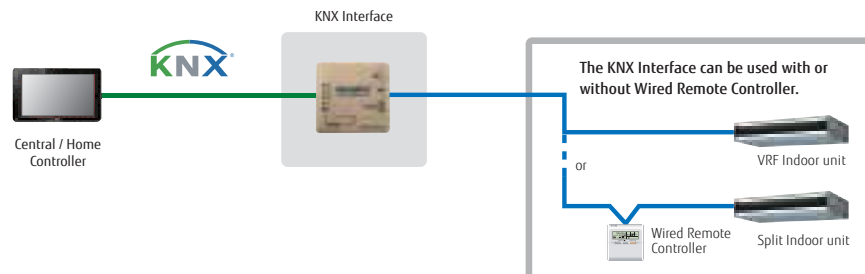 KNX Interface
KNX
The KNX Interface can be used with or
without Wired Remote Controller.
Central / Home
Controller
or
VRF Indoor unit
Wired Remote
Controller
Split Indoor unit